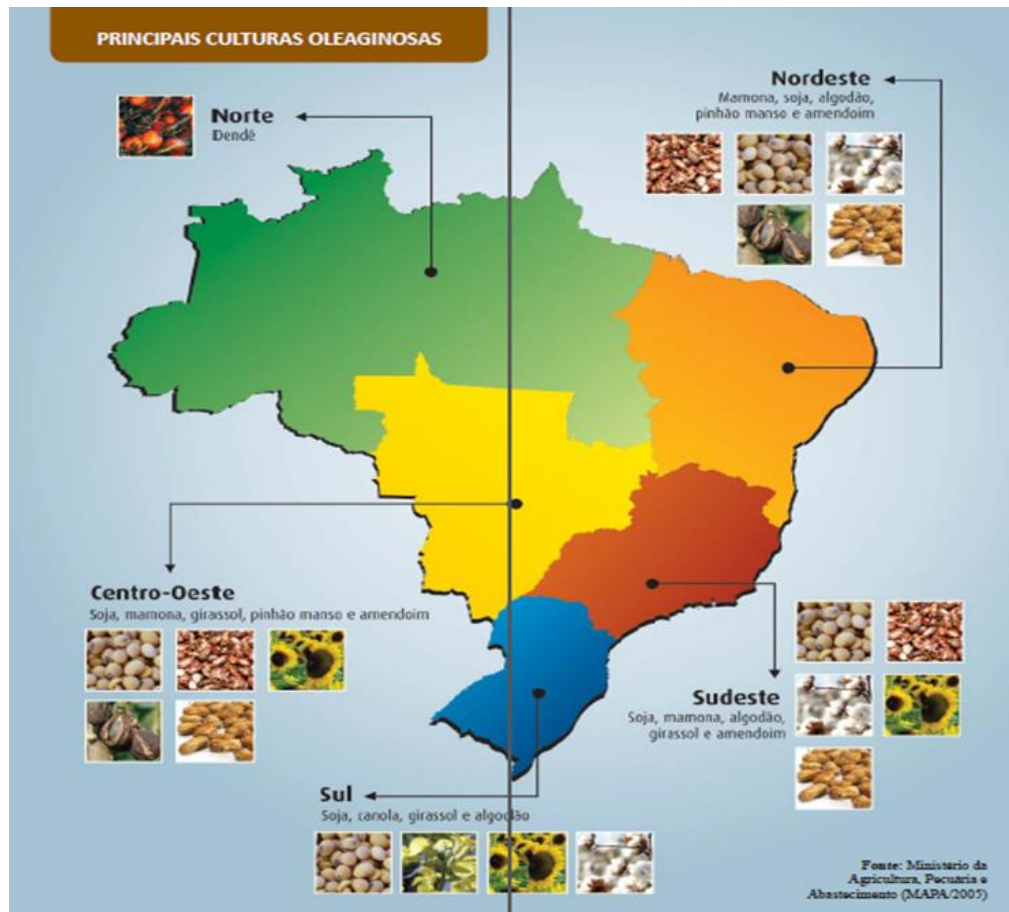 PRINCIPAIS CULTURAS OLEAGINOSAS
Norte
Dendê
Nordeste
Mamona, soja, algodão,
pinhão manso e amendoim
Centro-Oeste
Soja, mamona, girassol, pinhão manso e amendoim
Sudeste
Soja, mamona, algodão,
girassol e amendoim
Sul
Soja, canola, girassol e algodão
Fonte: Ministério da
Agricultura, Pecuária e
Abastecimento (MAPA/2005)